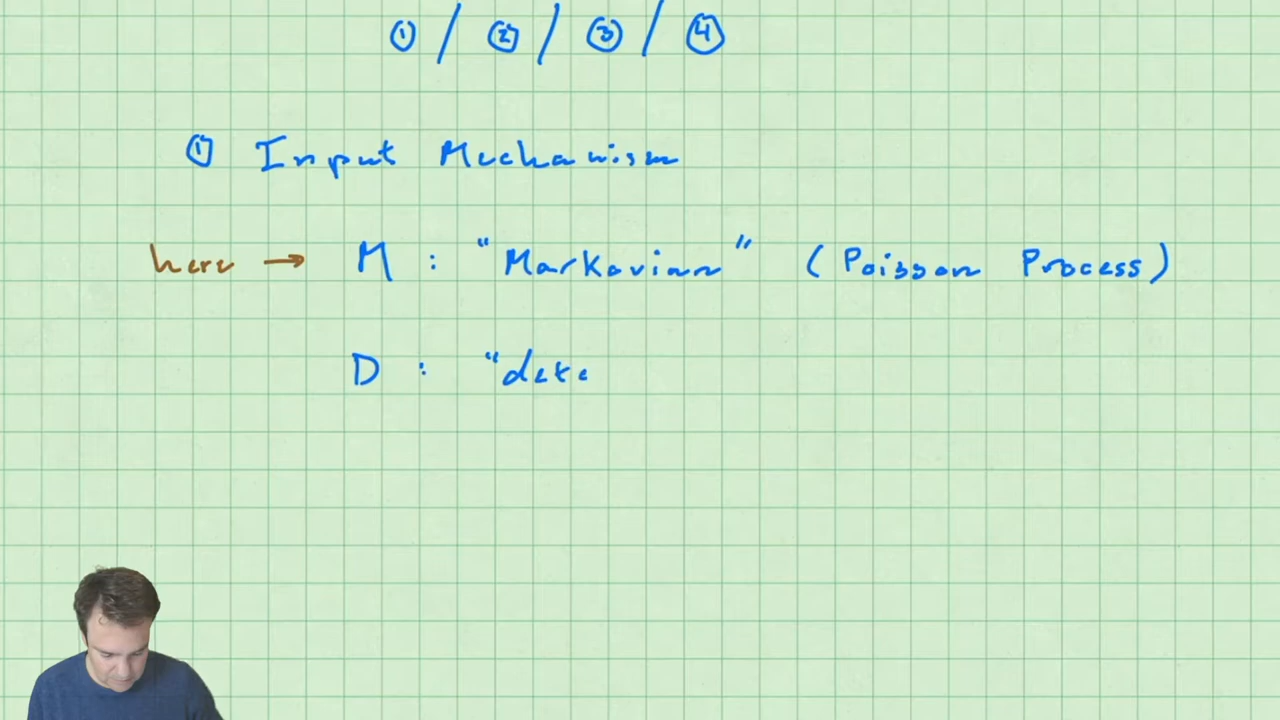 ① / ② / ③ / ④
① Input Mechanism
here → M : "Markovian" (Poisson Process)
D : "dete